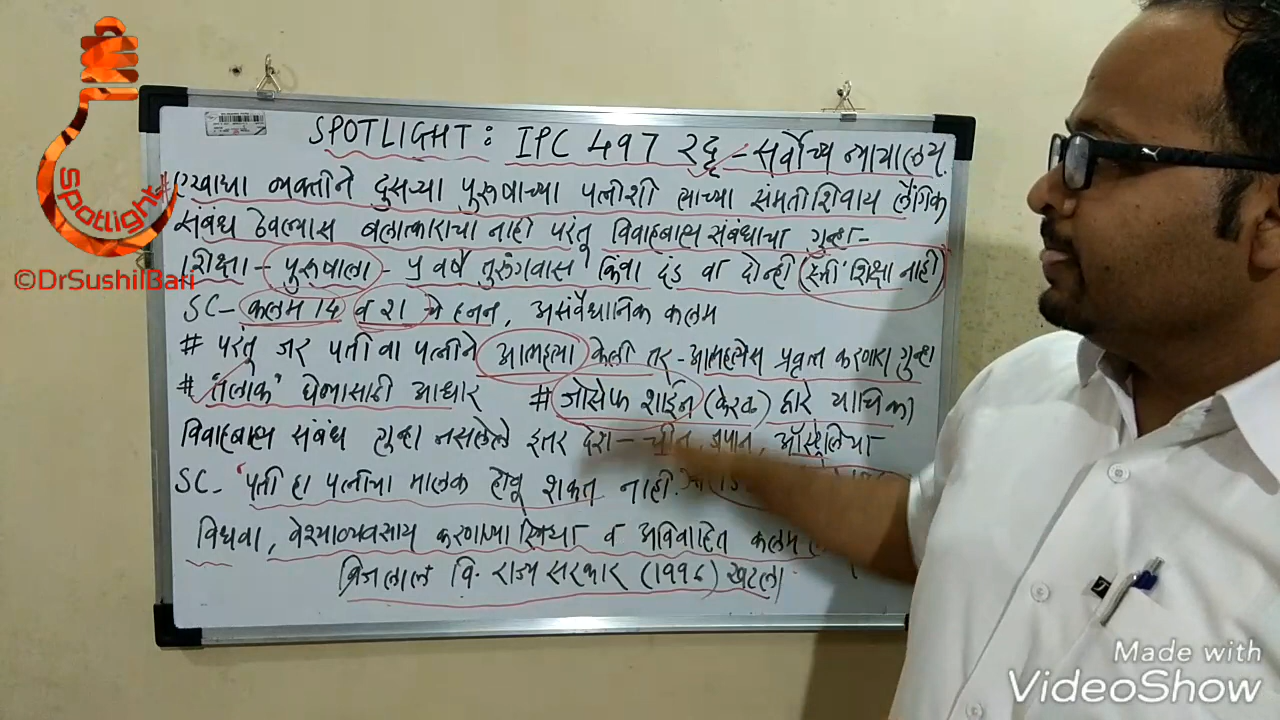 SPOTLIGHT : IPC 497 रद्द - सर्वोच्च न्यायालय.
#एखाद्या व्यक्तीने दुसऱ्या पुरूषाच्या पत्नीशी त्याच्या संमतीशिवाय लैंगिक
संबंध ठेवल्यास बलात्काराचा नाही परंतू विवाहबाह्य संबंधाचा गुन्हा-
शिक्षा - पुरूषाला - ५ वर्षे तुरूंगवास किंवा दंड वा दोन्ही (स्त्री शिक्षा नाही)
SC - कलम 14 व 21 चे हनन, असंवैधानिक कलम
# परंतू जर पती वा पत्नीने आत्महत्या केली तर - आत्महत्येस प्रवृत्त करणारा गुन्हा
# 'तलाक' घेण्यासाठी आधार # जोसेफ शाईन (केरळ) द्वारे याचिका
विवाहबाह्य संबंध गुन्हा नसलेले इतर देश - चीन, जपान, ऑस्ट्रेलिया
SC - 'पती हा पत्नीचा मालक होवू शकत नाही.
विधवा, वेश्याव्यवसाय करणाऱ्या स्त्रिया व अविवाहित कलम
ब्रिजलाल वि. राज्य सरकार (1996) खटला.
Spotlight
©DrSushilBari
Made with
VideoShow